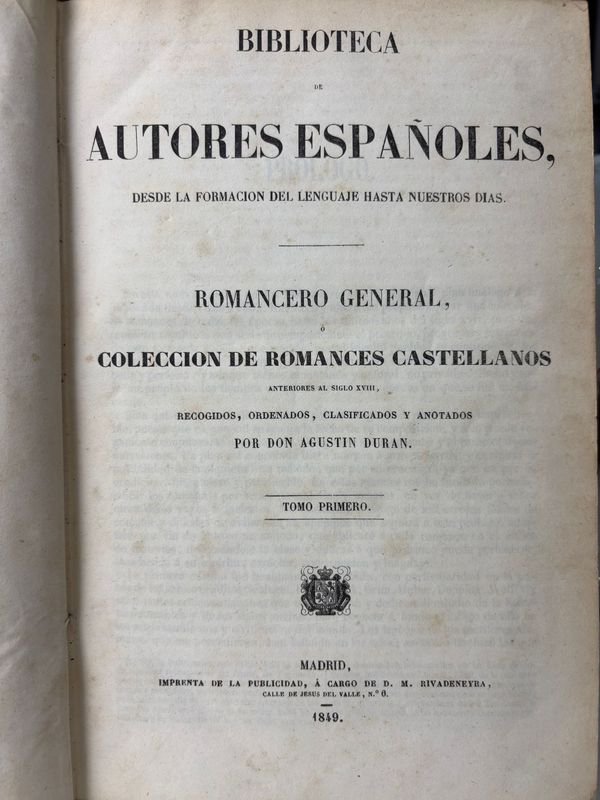 BIBLIOTECA
DE
AUTORES ESPAÑOLES,
DESDE LA FORMACION DEL LENGUAJE HASTA NUESTROS DIAS.
ROMANCERO GENERAL,
Ó
COLECCION DE ROMANCES CASTELLANOS
ANTERIORES AL SIGLO XVIII,
RECOGIDOS, ORDENADOS, CLASIFICADOS Y ANOTADOS
POR DON AGUSTIN DURAN.
TOMO PRIMERO.
MADRID,
IMPRENTA DE LA PUBLICIDAD, Á CARGO DE D. M. RIVADENEYRA,
CALLE DE JESUS DEL VALLE, N.º 6.
1849.